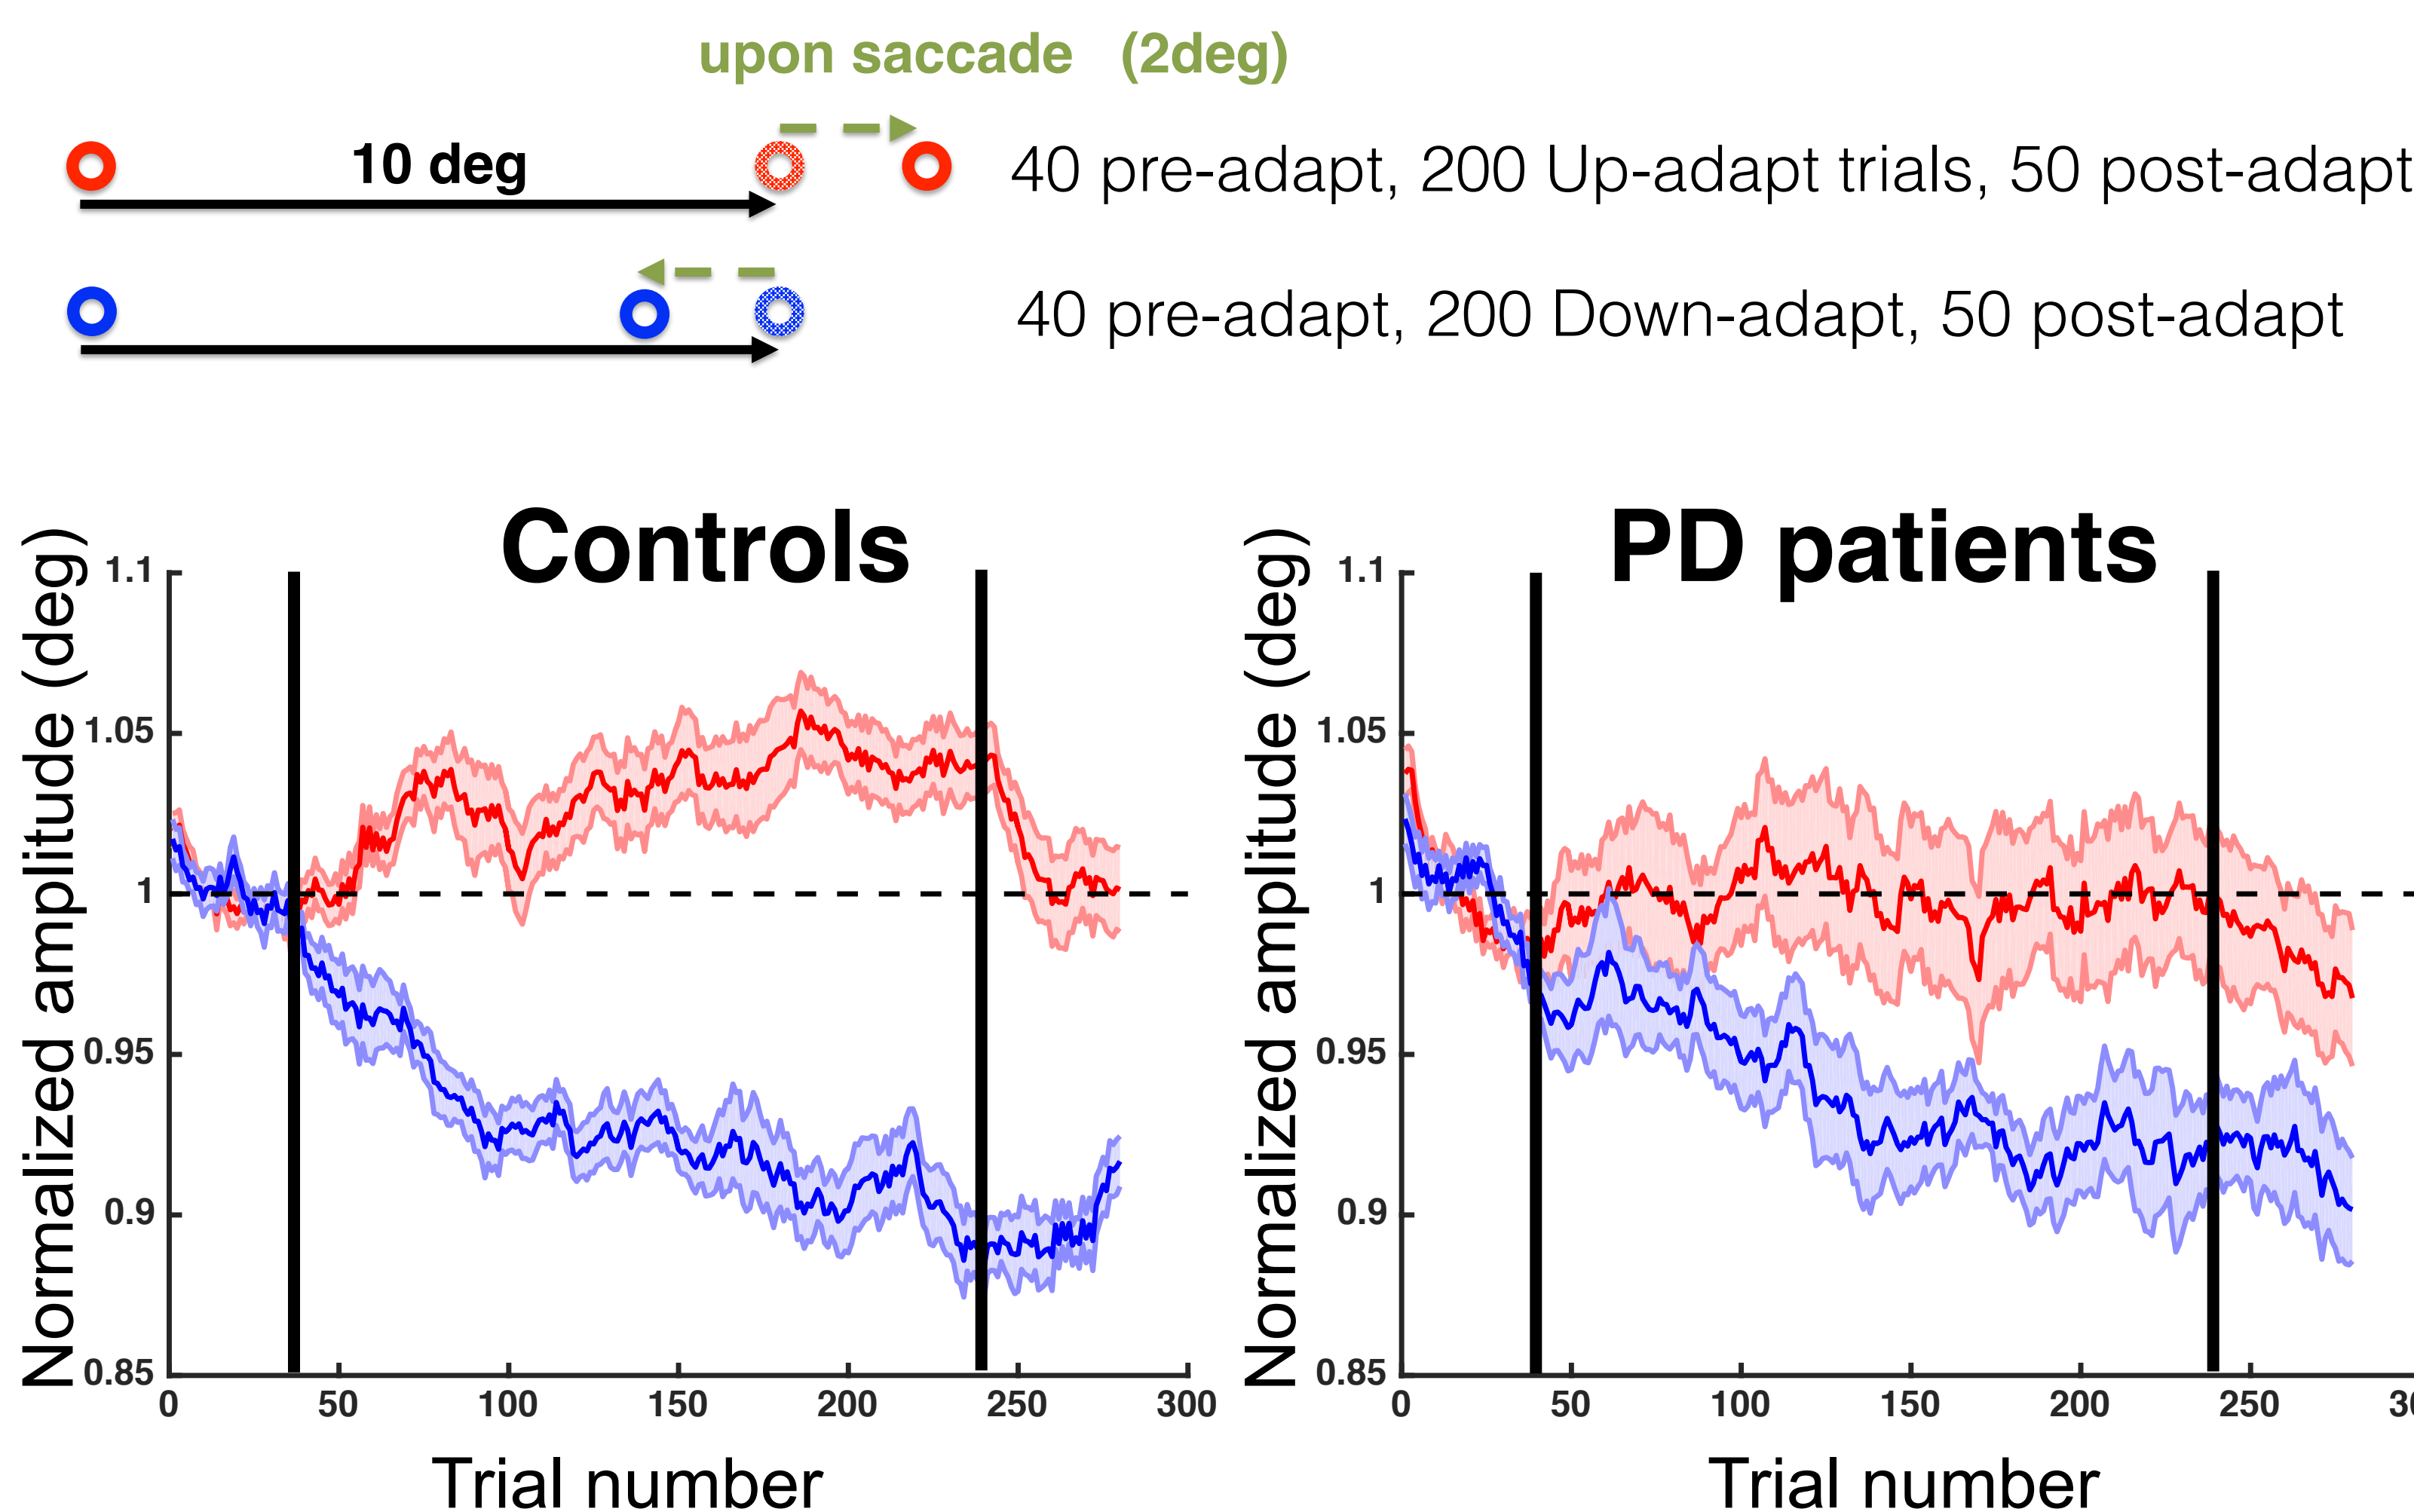 upon saccade (2deg)
10 deg
40 pre-adapt, 200 Up-adapt trials, 50 post-adapt
40 pre-adapt, 200 Down-adapt, 50 post-adapt
Controls
Normalized amplitude (deg)
1.1
1.05
1
0.95
0.9
0.85
0 50 100 150 200 250 300
Trial number
PD patients
Normalized amplitude (deg)
1.1
1.05
1
0.95
0.9
0.85
0 50 100 150 200 250
Trial number